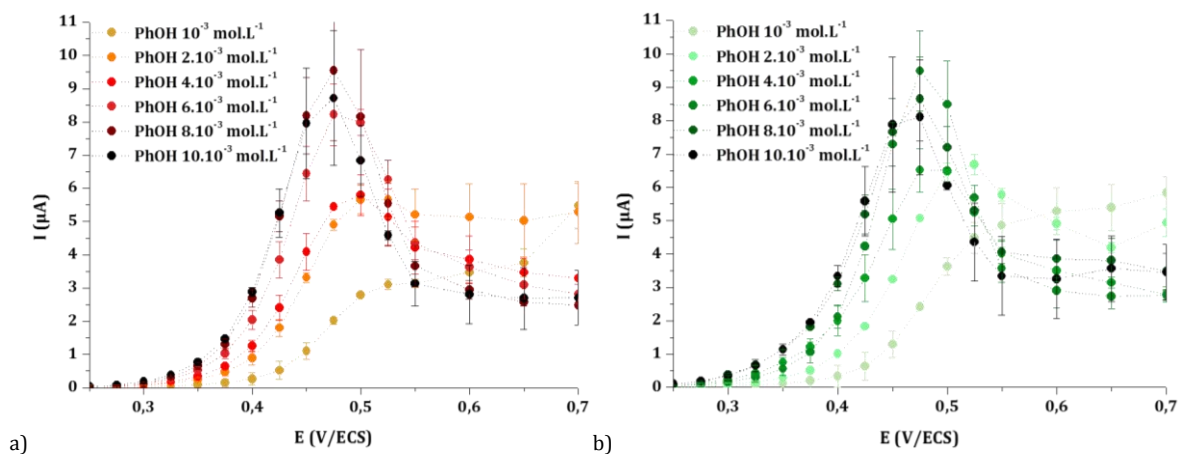 11
10
9
8
7
6
5
4
3
2
1
0
I (µA)
PhOH 10⁻³ mol.L⁻¹
PhOH 2.10⁻³ mol.L⁻¹
PhOH 4.10⁻³ mol.L⁻¹
PhOH 6.10⁻³ mol.L⁻¹
PhOH 8.10⁻³ mol.L⁻¹
PhOH 10.10⁻³ mol.L⁻¹
0,3 0,4 0,5 0,6 0,7
E (V/ECS)
a)
11
10
9
8
7
6
5
4
3
2
1
0
I (µA)
PhOH 10⁻³ mol.L⁻¹
PhOH 2.10⁻³ mol.L⁻¹
PhOH 4.10⁻³ mol.L⁻¹
PhOH 6.10⁻³ mol.L⁻¹
PhOH 8.10⁻³ mol.L⁻¹
PhOH 10.10⁻³ mol.L⁻¹
0,3 0,4 0,5 0,6 0,7
E (V/ECS)
b)